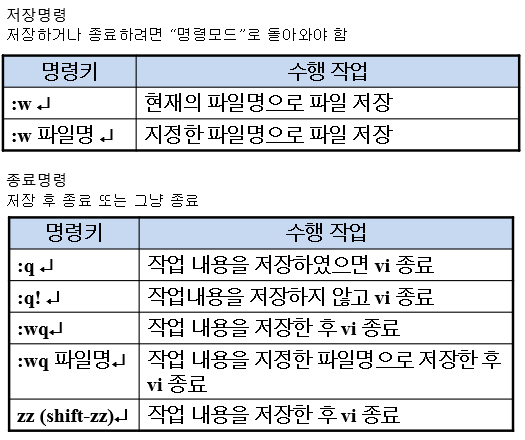 저장명령
저장하거나 종료하려면 “명령모드”로 돌아와야 함
명령키 수행 작업
:w ↵ 현재의 파일명으로 파일 저장
:w 파일명 ↵ 지정한 파일명으로 파일 저장
종료명령
저장 후 종료 또는 그냥 종료
명령키 수행 작업
:q ↵ 작업 내용을 저장하였으면 vi 종료
:q! ↵ 작업내용을 저장하지 않고 vi 종료
:wq↵ 작업 내용을 저장한 후 vi 종료
:wq 파일명↵ 작업 내용을 지정한 파일명으로 저장한 후
vi 종료
zz (shift-zz)↵ 작업 내용을 저장한 후 vi 종료